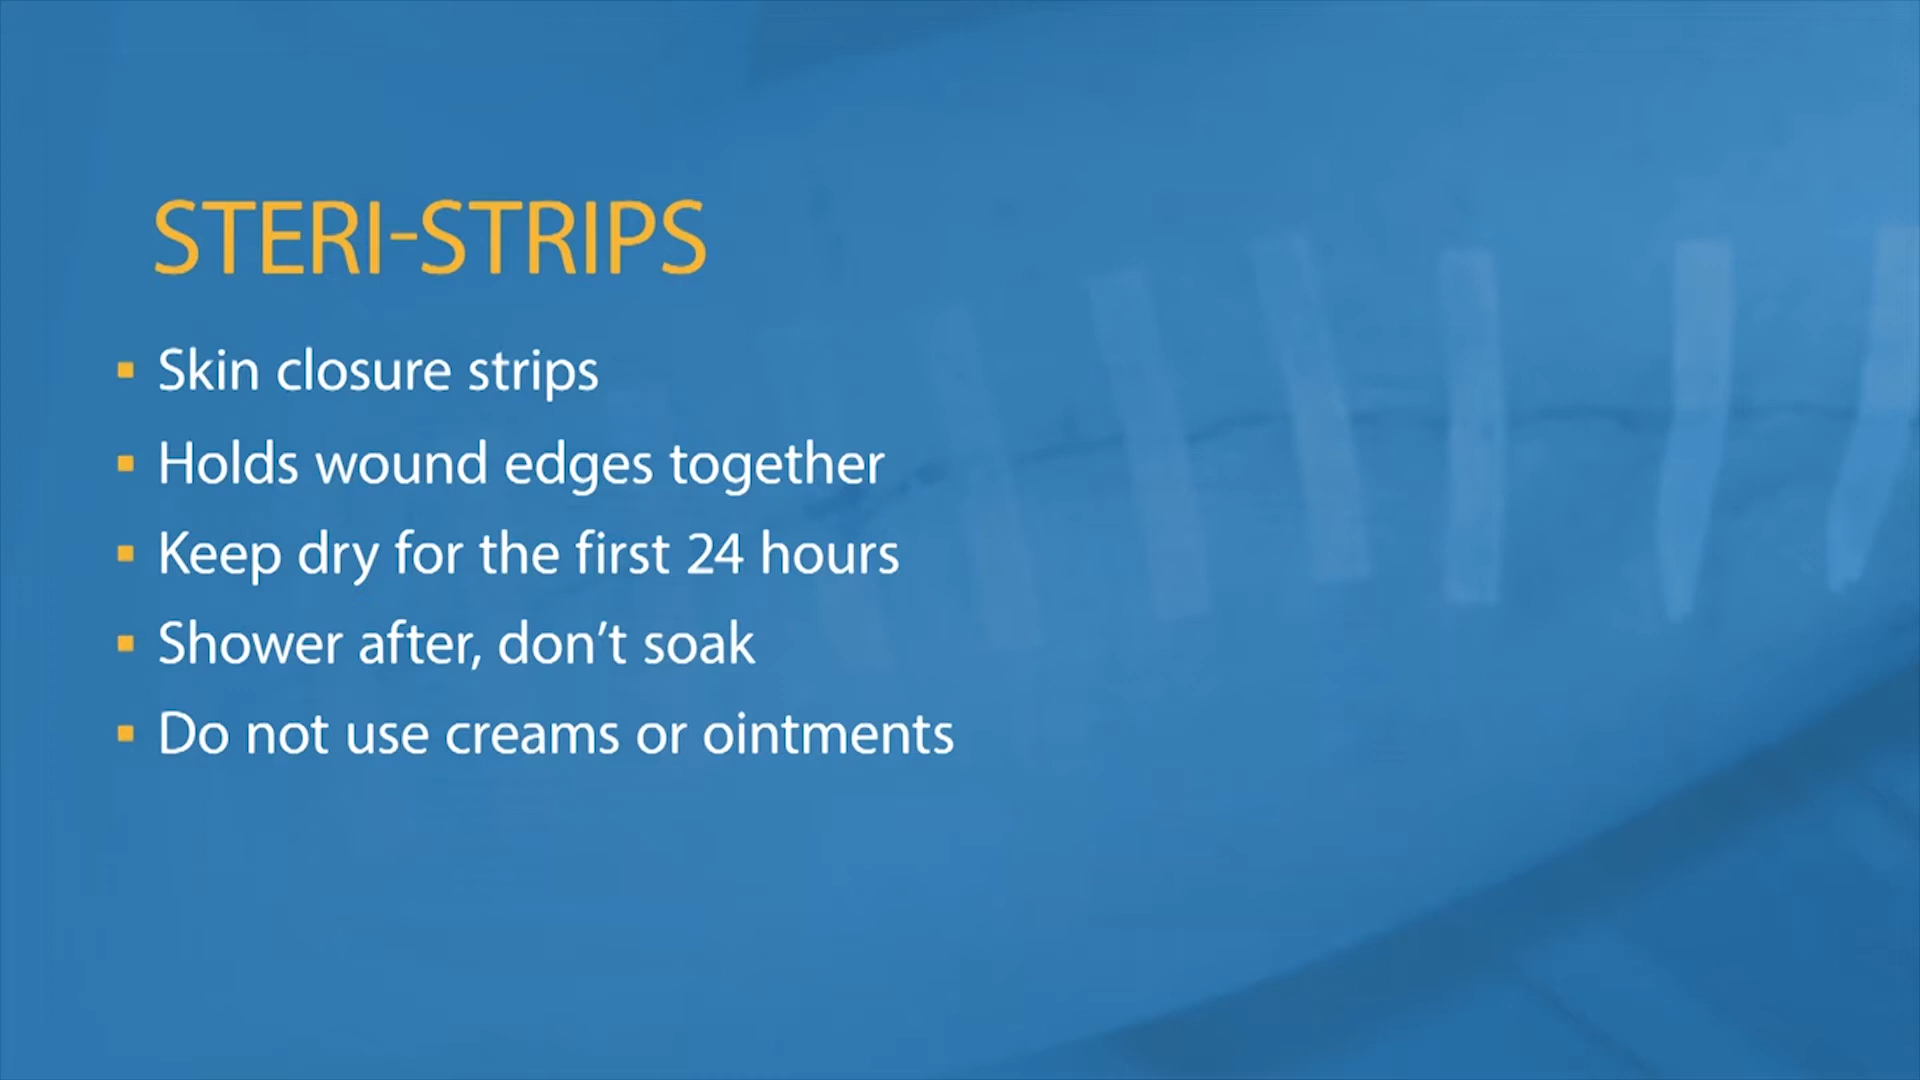 STERI-STRIPS
Skin closure strips
Holds wound edges together
Keep dry for the first 24 hours
Shower after, don’t soak
Do not use creams or ointments